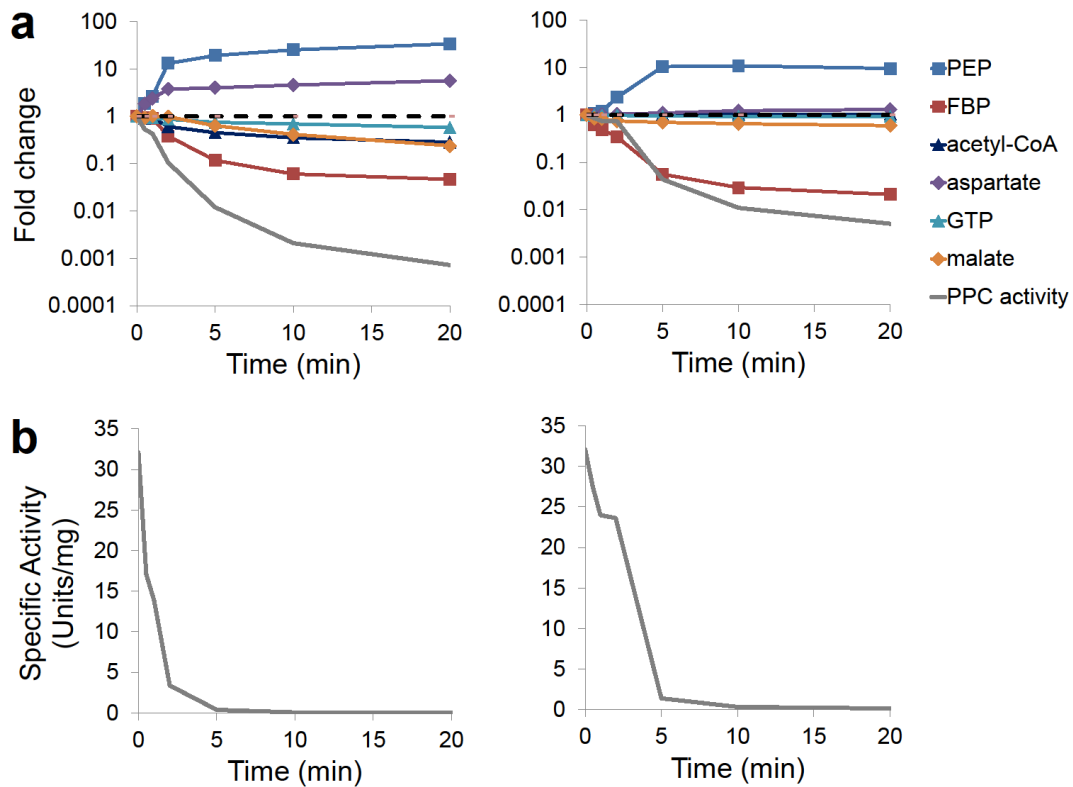 a
Fold change
100
10
1
0.1
0.01
0.001
0.0001
0 5 10 15 20
Time (min)
100
10
1
0.1
0.01
0.001
0.0001
0 5 10 15 20
Time (min)
PEP
FBP
acetyl-CoA
aspartate
GTP
malate
PPC activity
b
Specific Activity
(Units/mg)
35
30
25
20
15
10
5
0
0 5 10 15 20
Time (min)
35
30
25
20
15
10
5
0
0 5 10 15 20
Time (min)